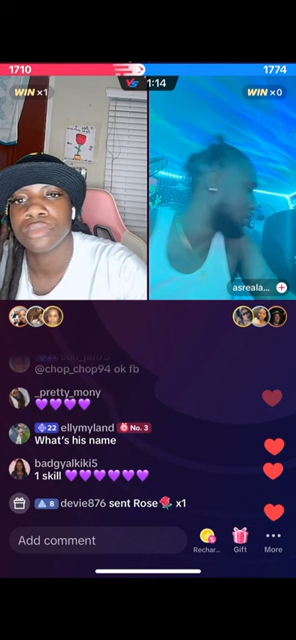 1710
1774
WIN ×1
VS 1:14
WIN ×0
asreala...
@chop_chop94 ok fb
_pretty_mony
💜💜💜💜
22 ellymyland No. 3
What's his name
badgyalkiki5
1 skill 💜💜💜💜💜💜
8 devie876 sent Rose🌹 x1
Add comment
Rechar...
Gift
More